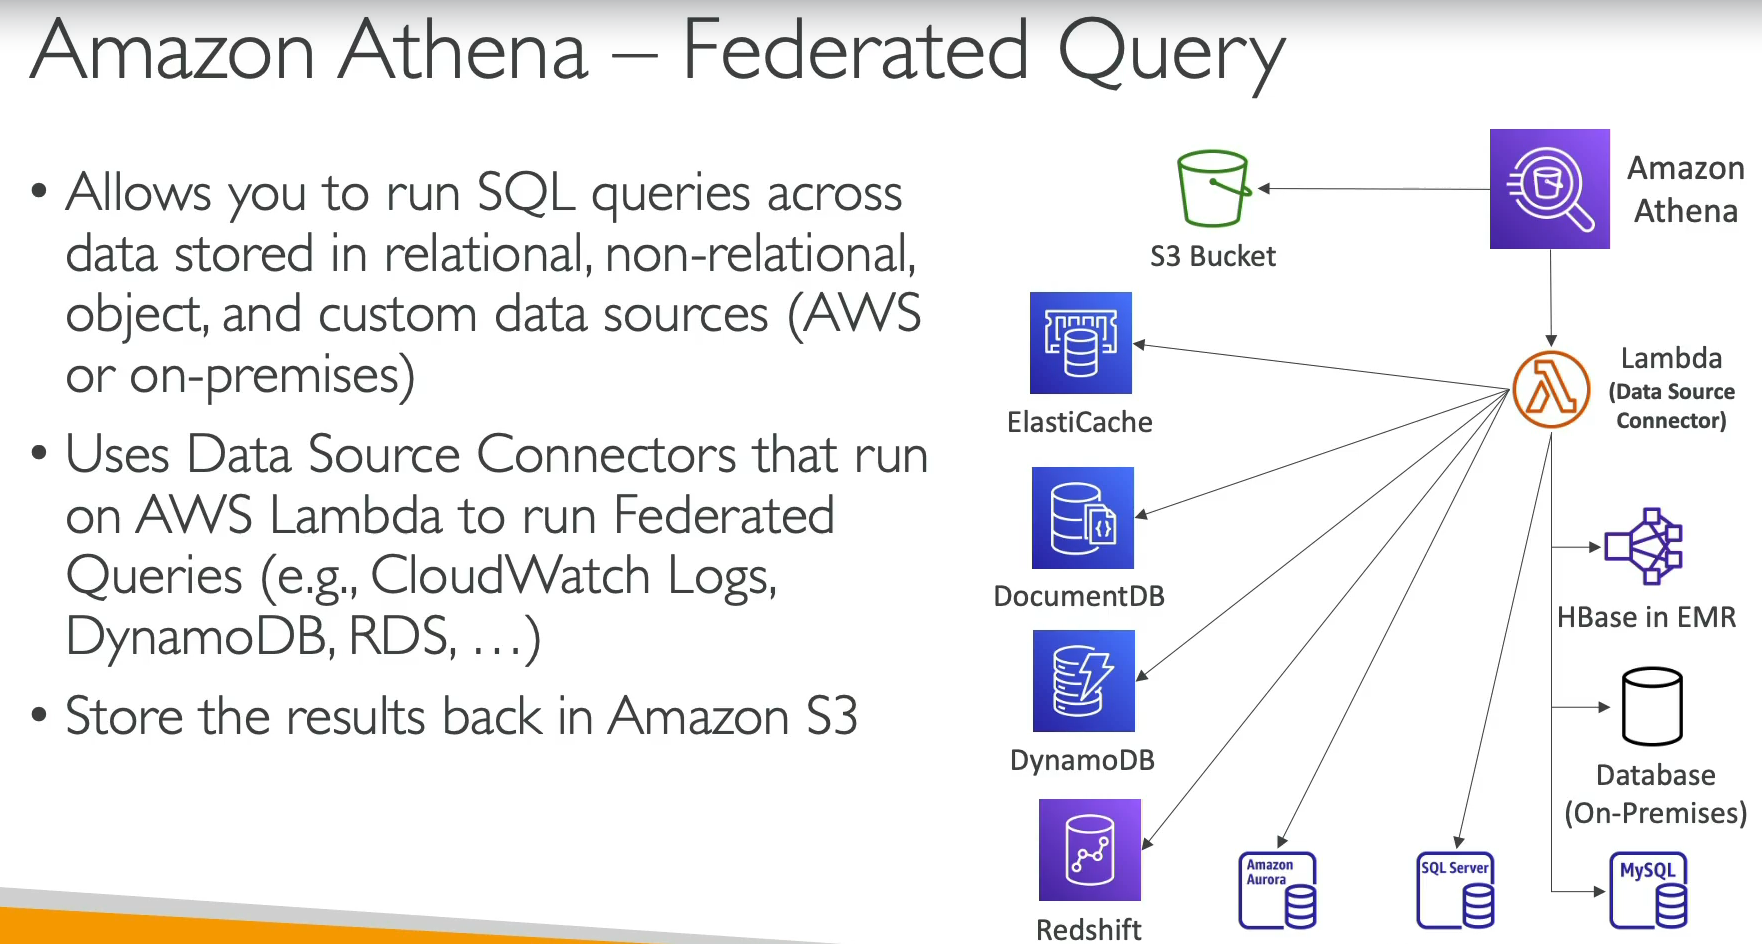 Amazon Athena – Federated Query
• Allows you to run SQL queries across
data stored in relational, non-relational,
object, and custom data sources (AWS
or on-premises)
• Uses Data Source Connectors that run
on AWS Lambda to run Federated
Queries (e.g., CloudWatch Logs,
DynamoDB, RDS, …)
• Store the results back in Amazon S3
Amazon
Athena
S3 Bucket
Lambda
(Data Source
Connector)
ElastiCache
DocumentDB
DynamoDB
Redshift
Amazon
Aurora
SQL Server
HBase in EMR
Database
(On-Premises)
MySQL